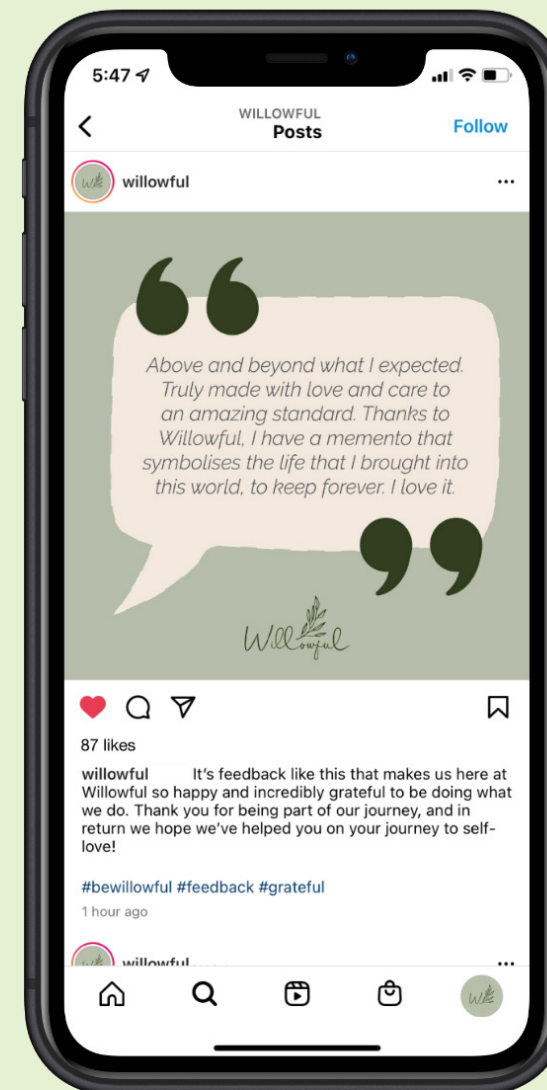 5:47
WILLOWFUL
Posts
Follow
Willowful
willowful
Above and beyond what I expected.
Truly made with love and care to
an amazing standard. Thanks to
Willowful, I have a memento that
symbolises the life that I brought into
this world, to keep forever. I love it.
Willowful
87 likes
willowful It's feedback like this that makes us here at
Willowful so happy and incredibly grateful to be doing what
we do. Thank you for being part of our journey, and in
return we hope we've helped you on your journey to self-
love!
#bewillowful #feedback #grateful
1 hour ago
willowful